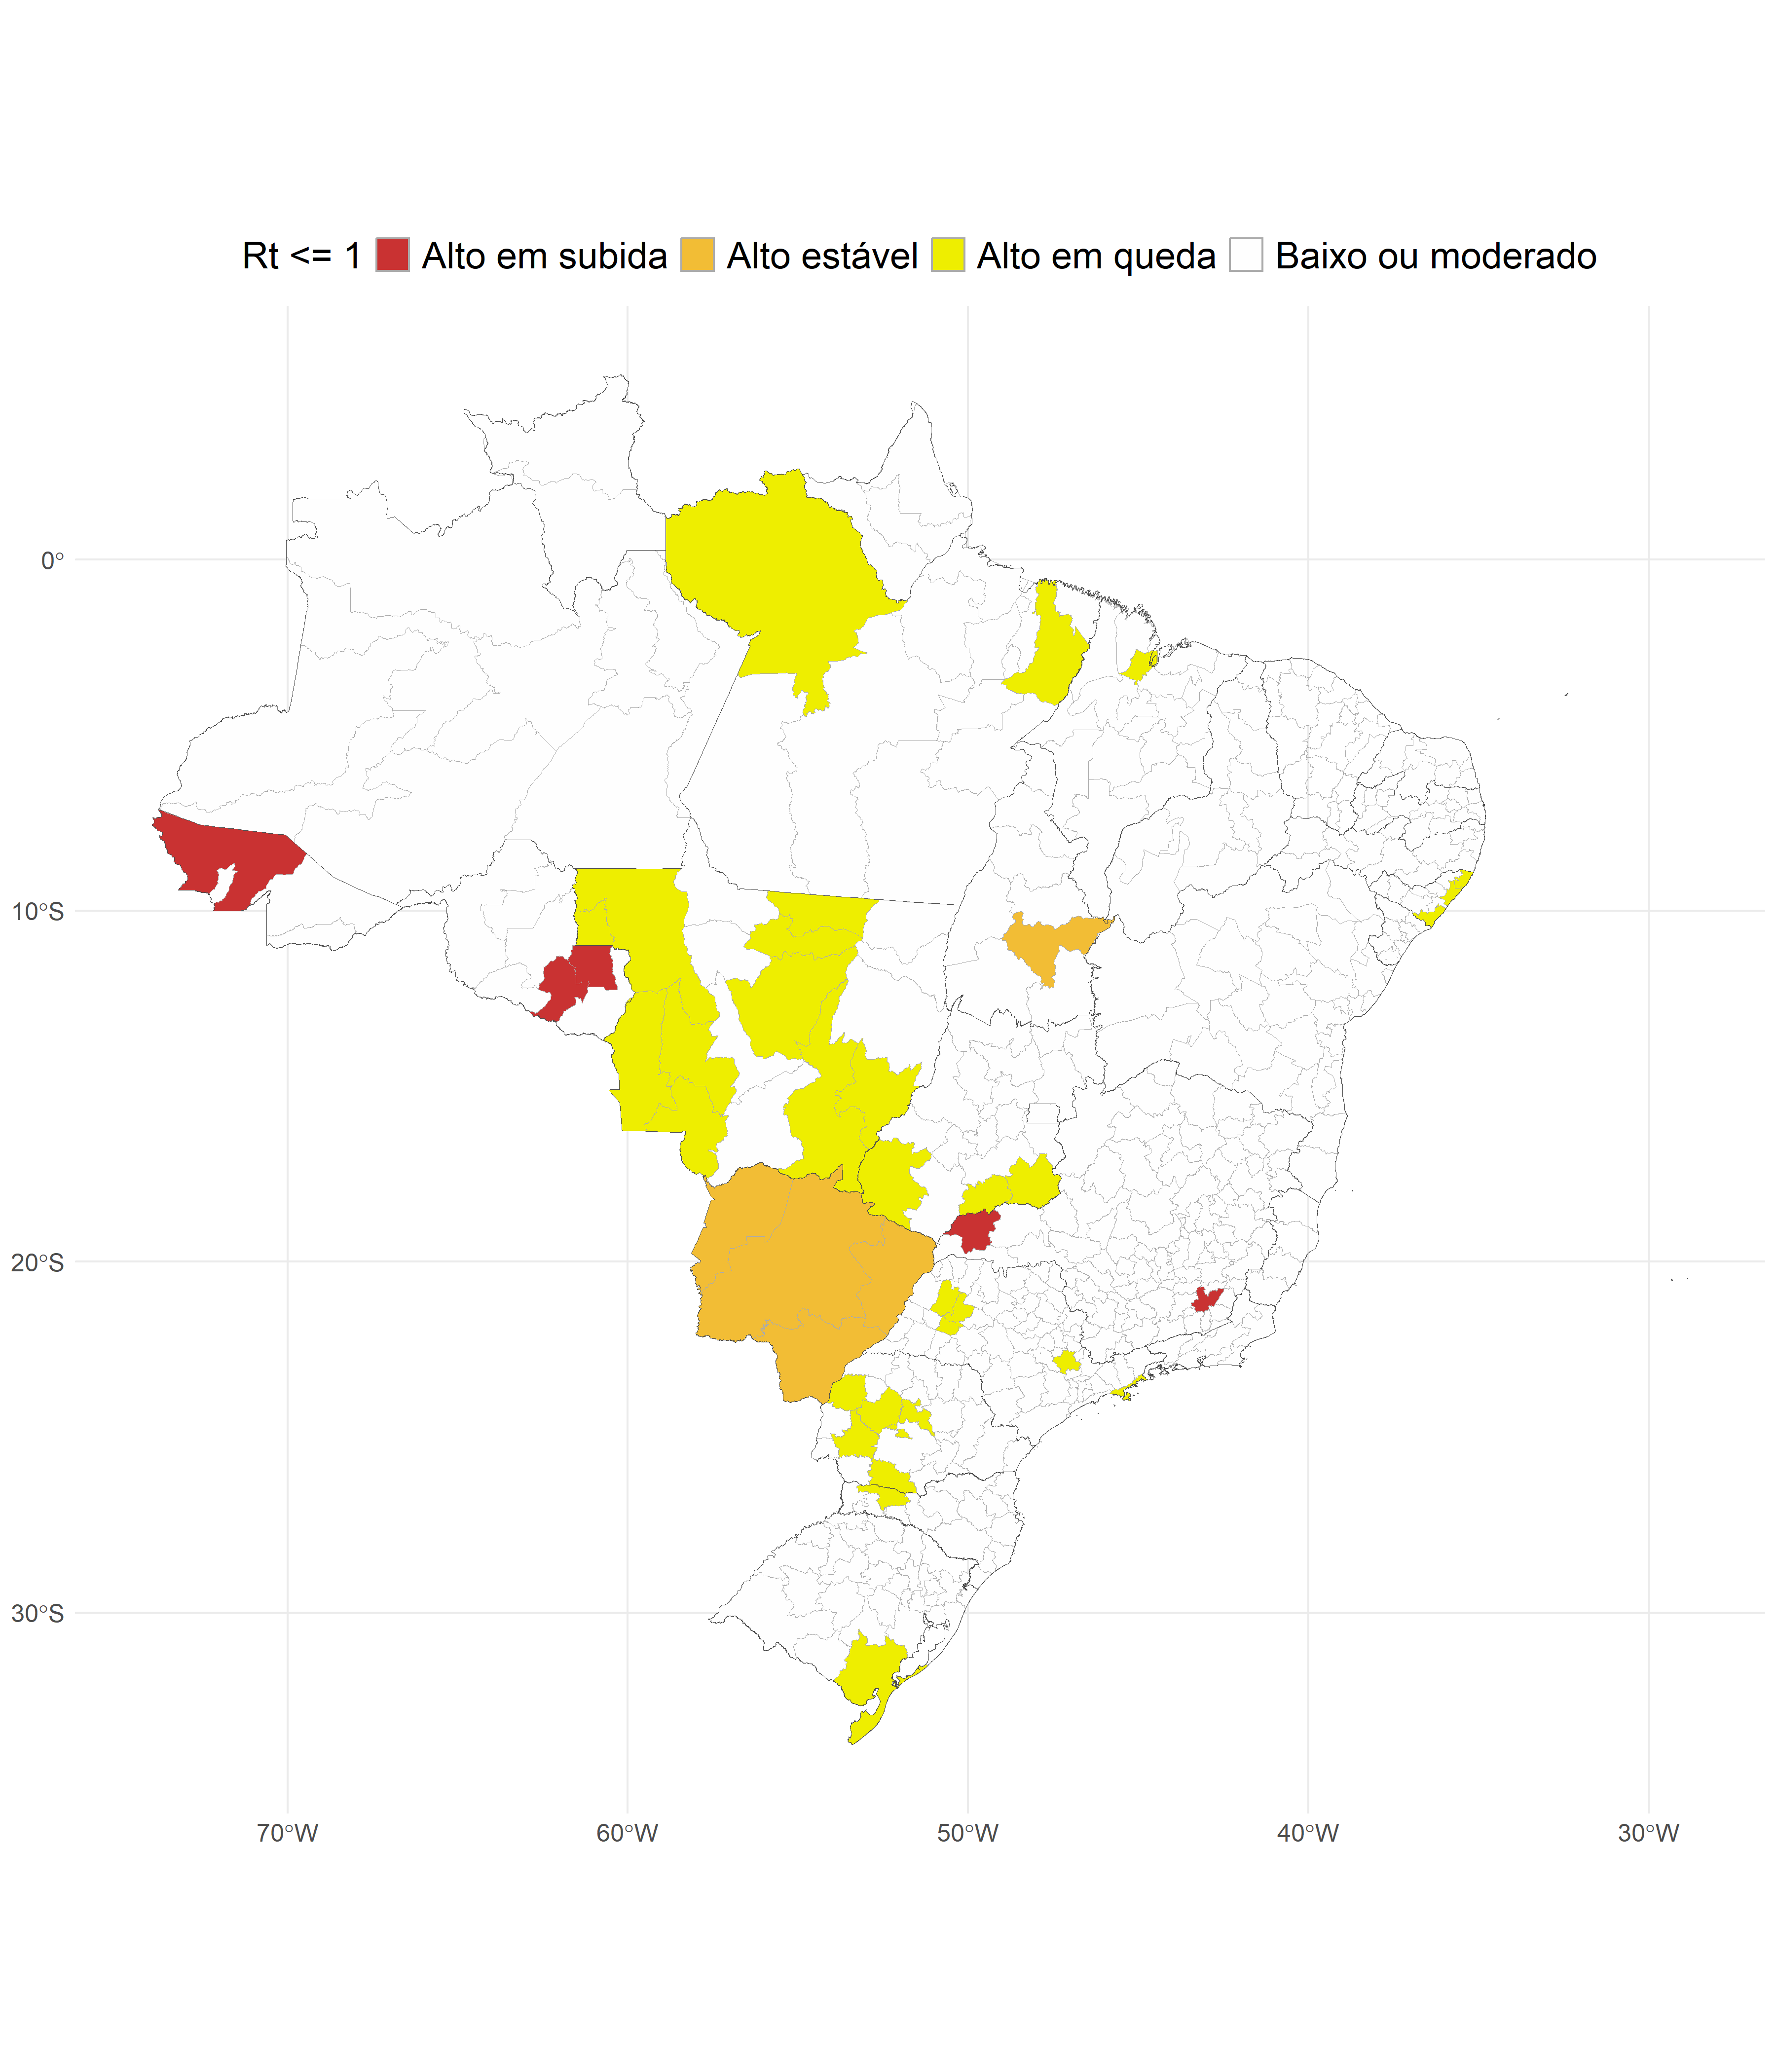 Rt <= 1 Alto em subida Alto estável Alto em queda Baixo ou moderado
0°
10°S
20°S
30°S
70°W 60°W 50°W 40°W 30°W